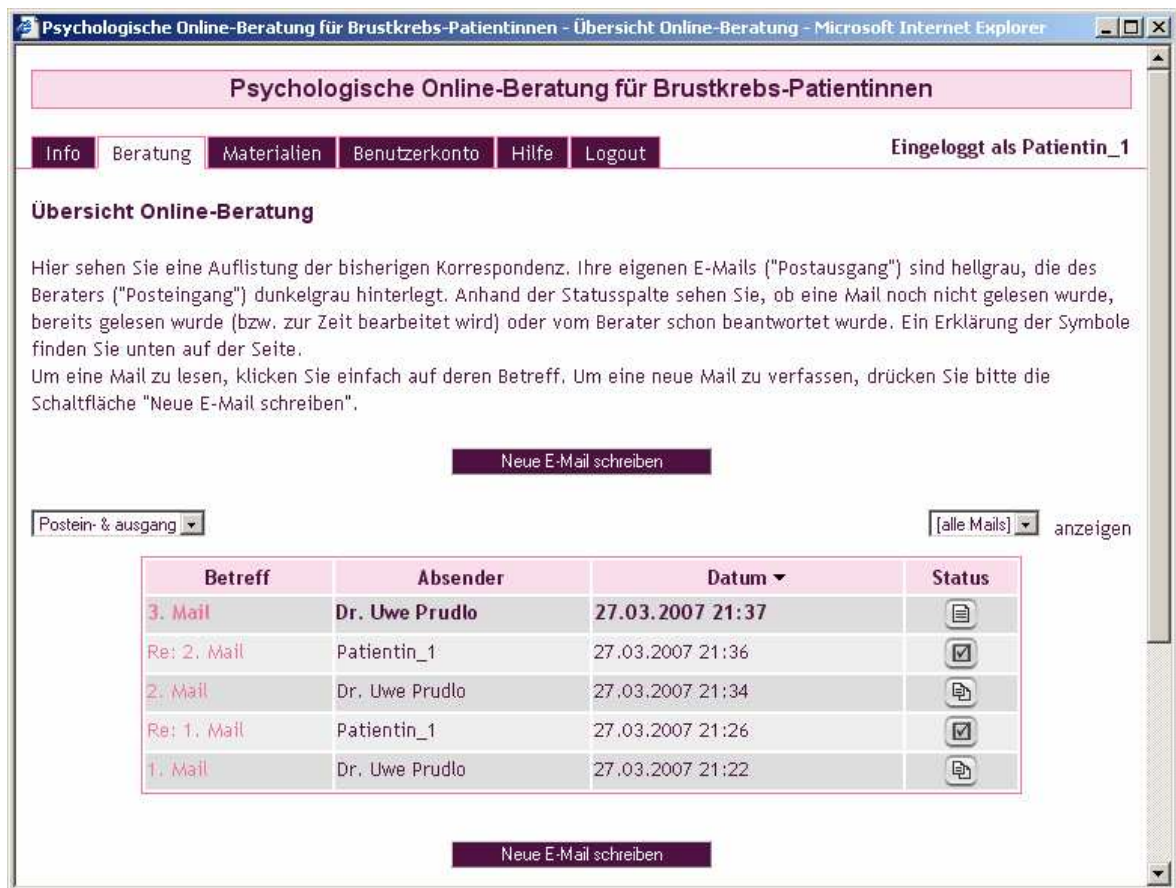 Psychologische Online-Beratung für Brustkrebs-Patientinnen - Übersicht Online-Beratung - Microsoft Internet Explorer
Psychologische Online-Beratung für Brustkrebs-Patientinnen
Info Beratung Materialien Benutzerkonto Hilfe Logout Eingeloggt als Patientin_1
Übersicht Online-Beratung
Hier sehen Sie eine Auflistung der bisherigen Korrespondenz. Ihre eigenen E-Mails ("Postausgang") sind hellgrau, die des
Beraters ("Posteingang") dunkelgrau hinterlegt. Anhand der Statusspalte sehen Sie, ob eine Mail noch nicht gelesen wurde,
bereits gelesen wurde (bzw. zur Zeit bearbeitet wird) oder vom Berater schon beantwortet wurde. Ein Erklärung der Symbole
finden Sie unten auf der Seite.
Um eine Mail zu lesen, klicken Sie einfach auf deren Betreff. Um eine neue Mail zu verfassen, drücken Sie bitte die
Schaltfläche "Neue E-Mail schreiben".
Neue E-Mail schreiben
Postein- & ausgang [alle Mails] anzeigen
Betreff Absender Datum Status
3. Mail Dr. Uwe Prudlo 27.03.2007 21:37
Re: 2. Mail Patientin_1 27.03.2007 21:36
2. Mail Dr. Uwe Prudlo 27.03.2007 21:34
Re: 1. Mail Patientin_1 27.03.2007 21:26
1. Mail Dr. Uwe Prudlo 27.03.2007 21:22
Neue E-Mail schreiben